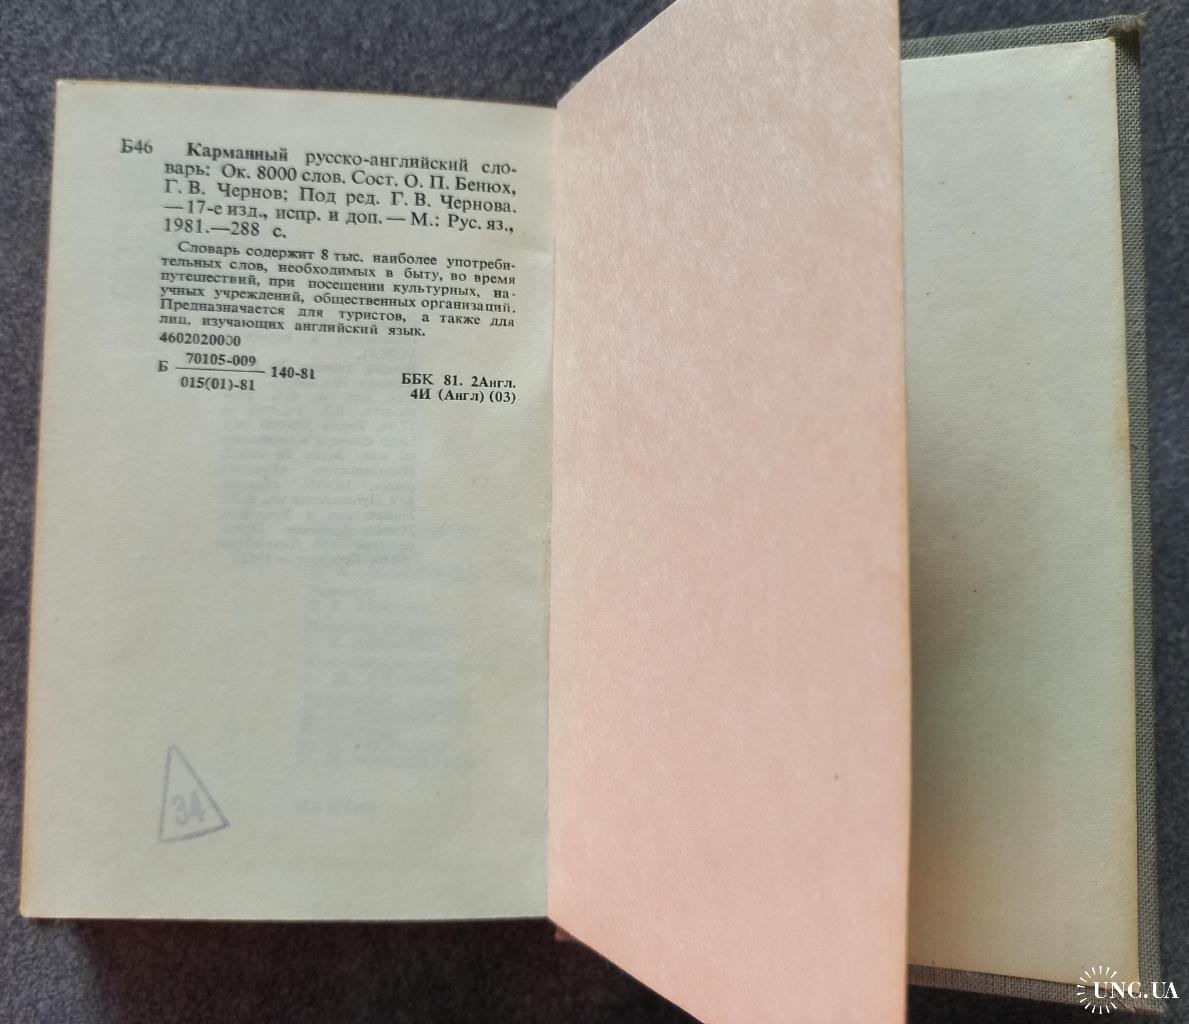 Б46 Карманный русско-английский сло-
варь: Ок. 8000 слов. Сост. О. П. Бенюх,
Г. В. Чернов; Под ред. Г. В. Чернова.
— 17-е изд., испр. и доп. — М.: Рус. яз.,
1981.—288 с.
Словарь содержит 8 тыс. наиболее употреби-
тельных слов, необходимых в быту, во время
путешествий, при посещении культурных, на-
учных учреждений, общественных организаций.
Предназначается для туристов, а также для
лиц, изучающих английский язык.
4602020000
Б 70105-009
015(01)-81 140-81
ББК 81. 2Англ.
4И (Англ) (03)
34
UNC.UA